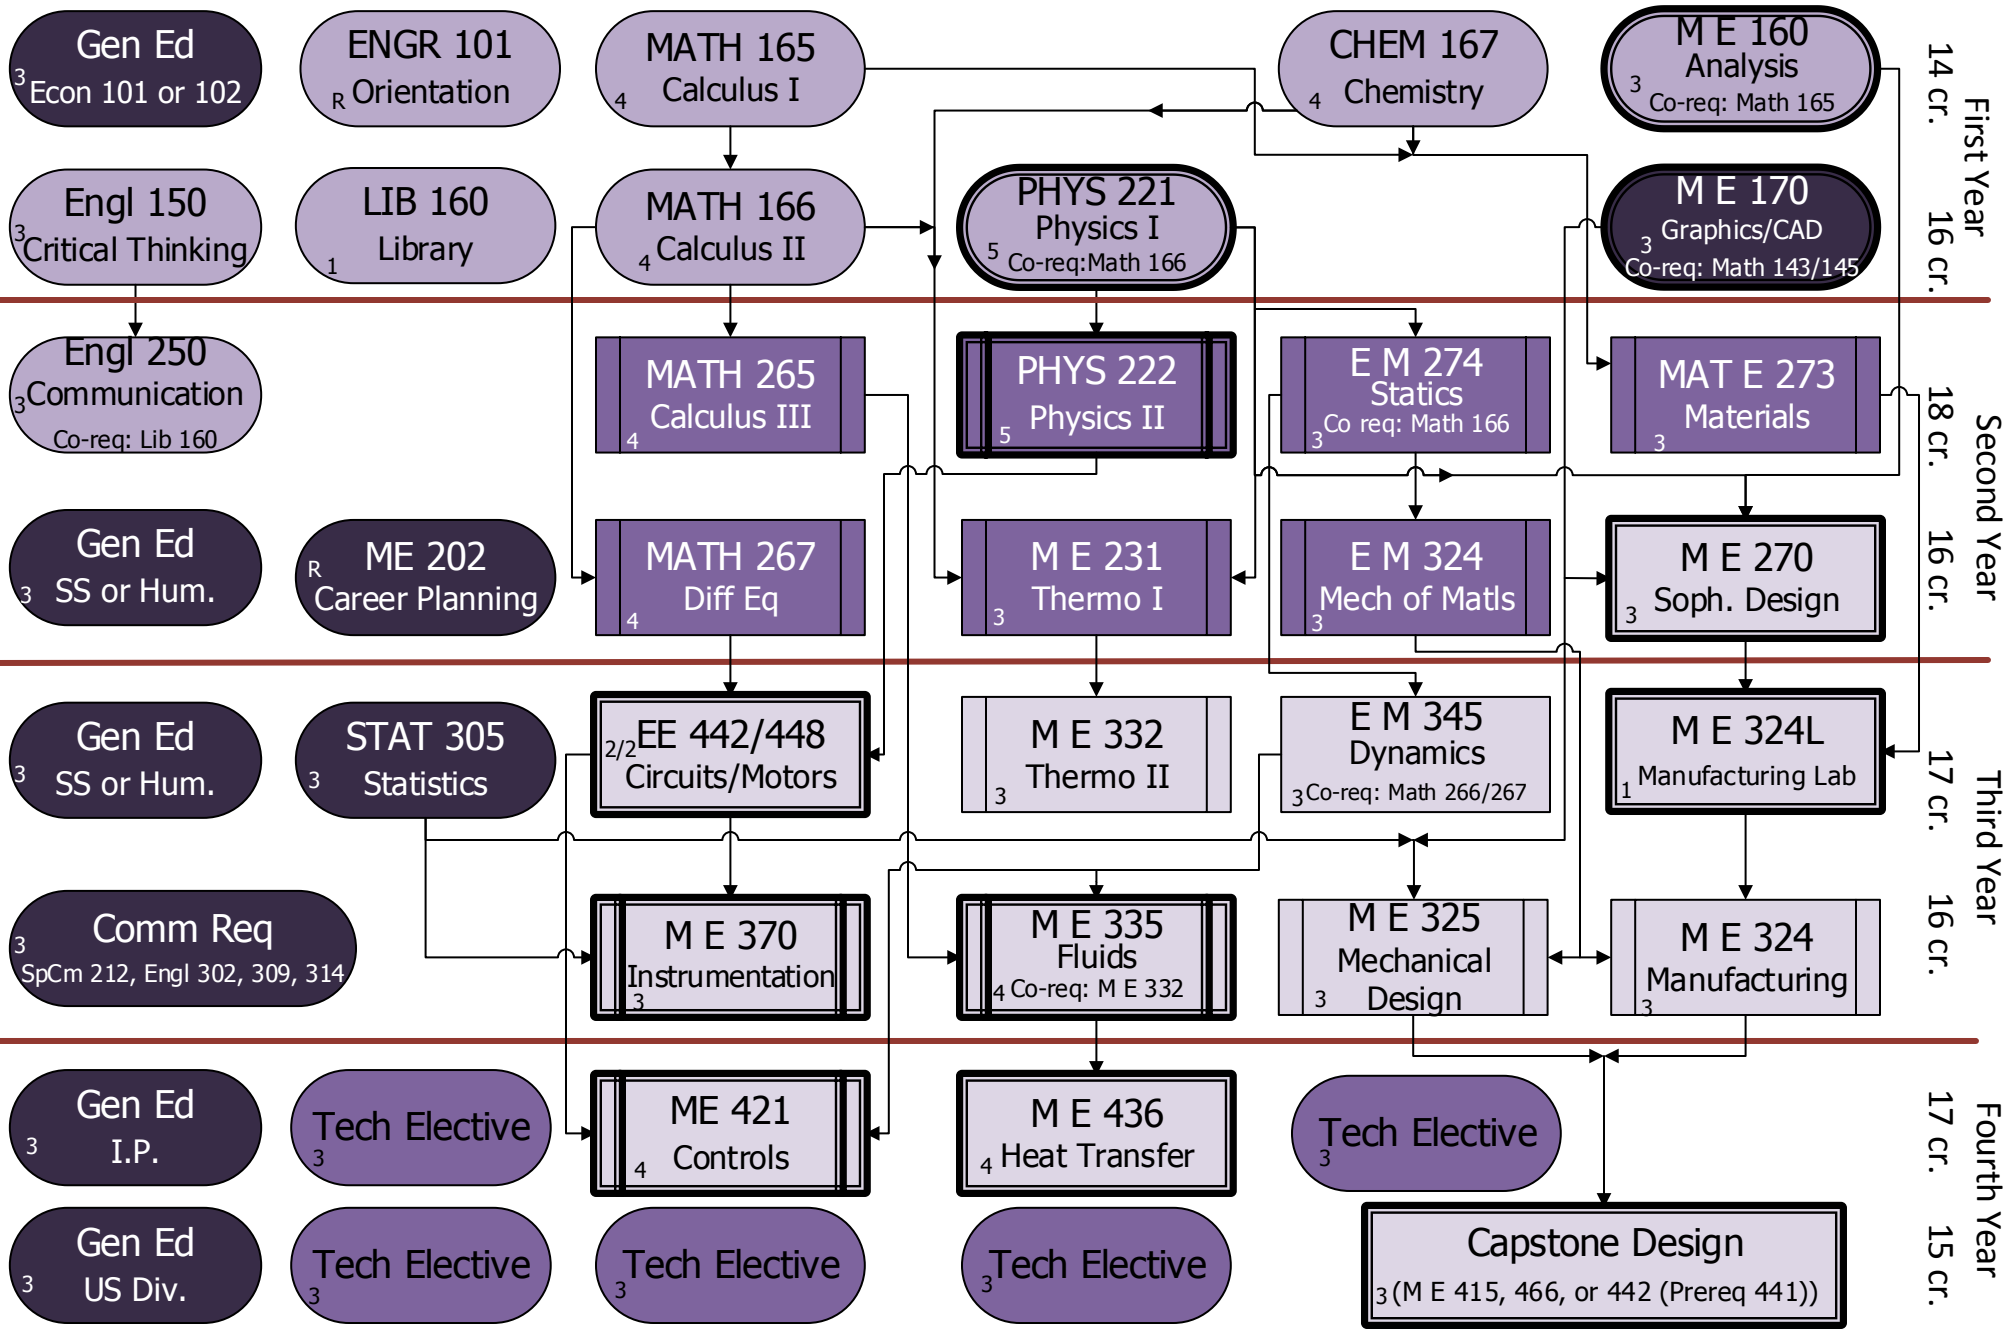 Gen Ed
3
Econ 101 or 102
ENGR 101
R Orientation
MATH 165
Calculus I
4
CHEM 167
Chemistry
4
M E 160
Analysis
3
Co-req: Math 165
14 cr.
First Year
Engl 150
3
Critical Thinking
LIB 160
Library
1
MATH 166
Calculus II
4
PHYS 221
Physics I
5 Co-req:Math 166
M E 170
Graphics/CAD
3
Co-req: Math 143/145
16 cr.
Engl 250
3 Communication
Co-req: Lib 160
MATH 265
Calculus III
4
PHYS 222
Physics II
5
E M 274
Statics
3 Co req: Math 166
MAT E 273
Materials
3
18 cr.
Second Year
Gen Ed
3 SS or Hum.
R
ME 202
Career Planning
MATH 267
Diff Eq
4
M E 231
Thermo I
3
E M 324
Mech of Matls
3
M E 270
Soph. Design
3
16 cr.
Gen Ed
3 SS or Hum.
STAT 305
Statistics
3
2/2 EE 442/448
Circuits/Motors
M E 332
Thermo II
3
E M 345
Dynamics
3 Co-req: Math 266/267
M E 324L
Manufacturing Lab
1
17 cr.
Third Year
Comm Req
3
SpCm 212, Engl 302, 309, 314
M E 370
Instrumentation
3
M E 335
Fluids
4 Co-req: M E 332
M E 325
Mechanical
Design
3
M E 324
Manufacturing
3
16 cr.
Gen Ed
3 I.P.
Tech Elective
3
ME 421
Controls
4
M E 436
4 Heat Transfer
Tech Elective
3
17 cr.
Fourth Year
Gen Ed
3 US Div.
Tech Elective
3
Tech Elective
3
Tech Elective
3
Capstone Design
3 (M E 415, 466, or 442 (Prereq 441))
15 cr.